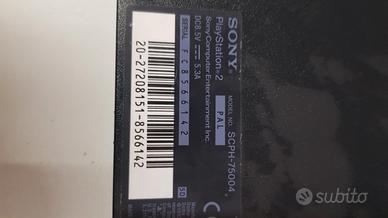 SONY®
PlayStation®2
Sony Computer Entertainment Inc.
DC8.5V 5.3A
MODEL NO. SCPH-75004
PAL
SERIAL FC8566142
20-27208151-8566142
subito